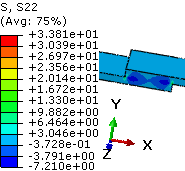 S, S22
(Avg: 75%)
+3.381e+01
+3.039e+01
+2.697e+01
+2.356e+01
+2.014e+01
+1.672e+01
+1.330e+01
+9.882e+00
+6.464e+00
+3.046e+00
-3.728e-01
-3.791e+00
-7.210e+00
Y
X
Z